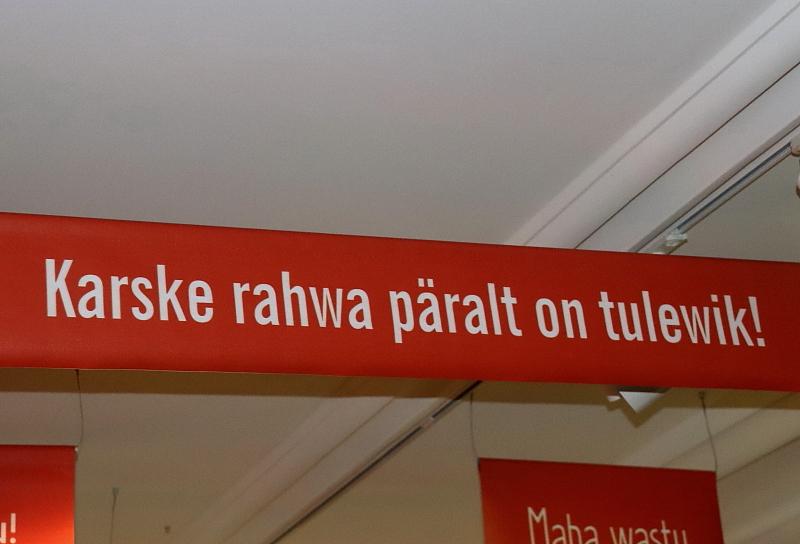 Karske rahwa päralt on tulewik!
Maha wastu